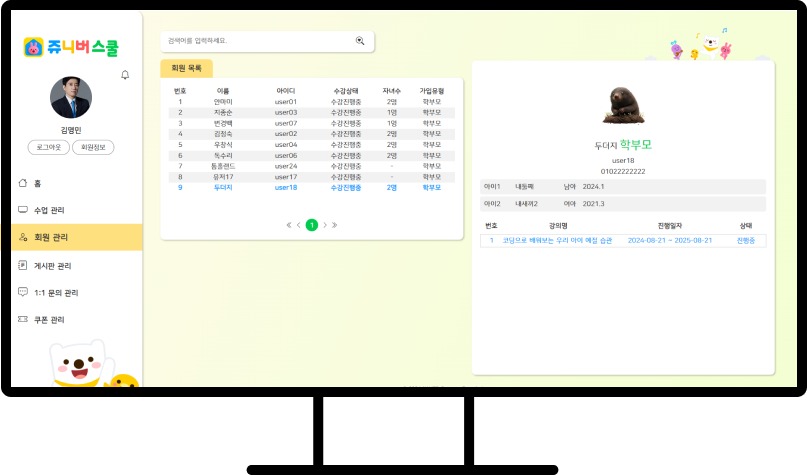 쥬니버스쿨
김명민
로그아웃 회원정보
홈
수업 관리
회원 관리
게시판 관리
1:1 문의 관리
쿠폰 관리
검색어를 입력하세요.
회원 목록
번호 이름 아이디 수강상태 자녀수 가입유형
1 안미미 user01 수강진행중 2명 학부모
2 지종순 user03 수강진행중 1명 학부모
3 변경백 user07 수강진행중 1명 학부모
4 김정숙 user02 수강진행중 2명 학부모
5 우장식 user04 수강진행중 2명 학부모
6 독수리 user06 수강진행중 2명 학부모
7 톰홀랜드 user24 수강진행중 - 학부모
8 유저17 user17 수강진행중 - 학부모
9 두더지 user18 수강진행중 2명 학부모
« < 1 > »
두더지 학부모
user18
01022222222
아이1 내둘째 남아 2024.1
아이2 내새끼2 여아 2021.3
번호 강의명 진행일자 상태
1 코딩으로 배워보는 우리 아이 예절 습관 2024-08-21 ~ 2025-08-21 진행중